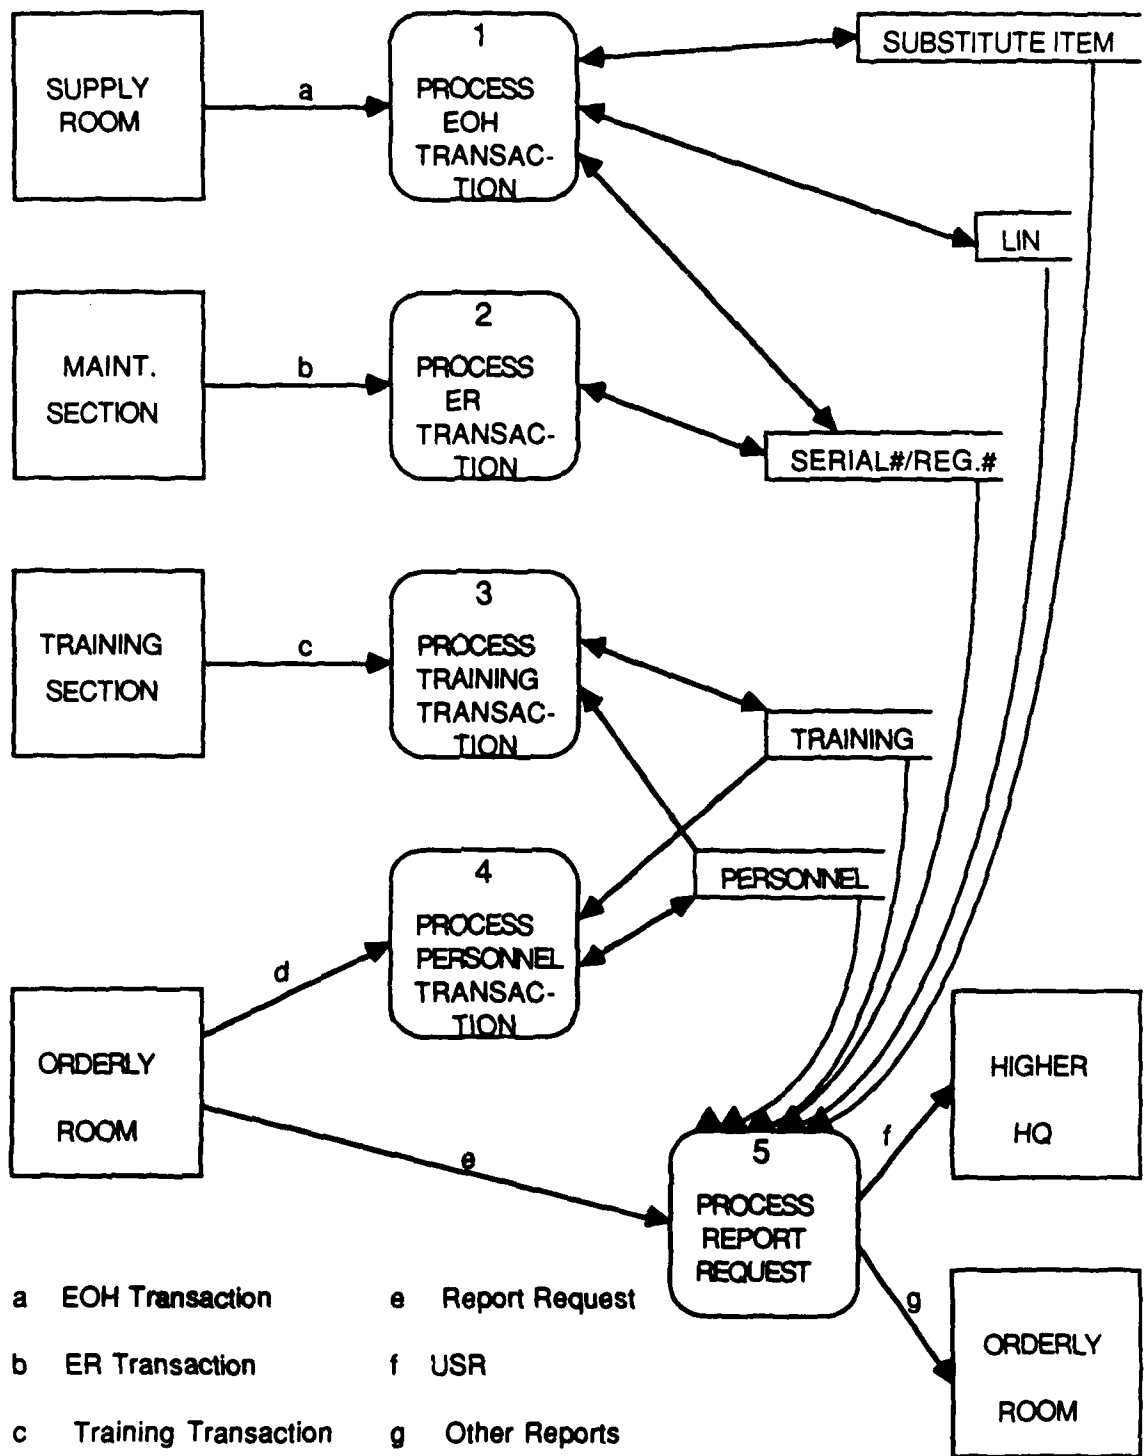 1
SUPPLY
ROOM
a
PROCESS
EOH
TRANSAC-
TION
SUBSTITUTE ITEM
LIN
2
MAINT.
SECTION
b
PROCESS
ER
TRANSAC-
TION
SERIAL#/REG.#
3
TRAINING
SECTION
c
PROCESS
TRAINING
TRANSAC-
TION
TRAINING
4
PROCESS
PERSONNEL
TRANSAC-
TION
PERSONNEL
d
ORDERLY
ROOM
e
5
PROCESS
REPORT
REQUEST
f
HIGHER
HQ
g
ORDERLY
ROOM
a EOH Transaction
e Report Request
b ER Transaction
f USR
c Training Transaction
g Other Reports